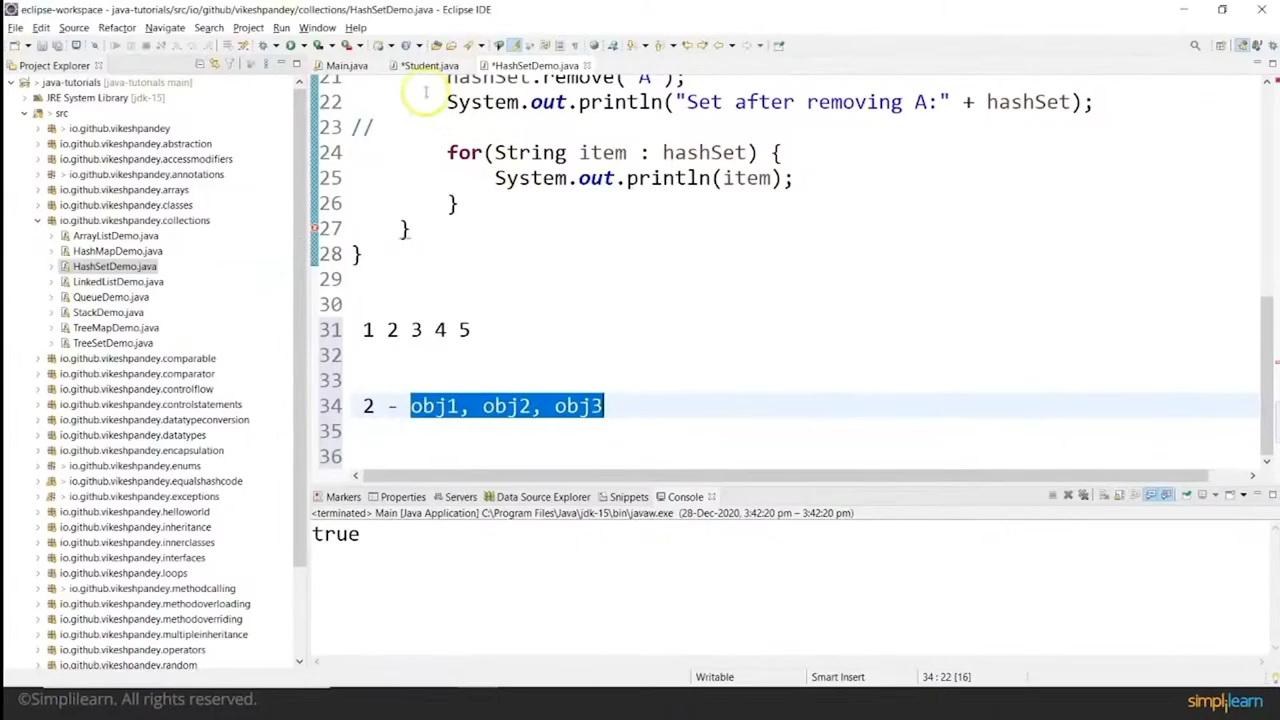 eclipse-workspace - java-tutorials/src/io/github/vikeshpandey/collections/HashSetDemo.java - Eclipse IDE
File Edit Source Refactor Navigate Search Project Run Window Help
Project Explorer
Main.java *Student.java *HashSetDemo.java
java-tutorials [java-tutorials main]
JRE System Library [jdk-15]
src
io.github.vikeshpandey
io.github.vikeshpandey.abstraction
io.github.vikeshpandey.accessmodifiers
io.github.vikeshpandey.annotations
io.github.vikeshpandey.arrays
io.github.vikeshpandey.classes
io.github.vikeshpandey.collections
ArrayListDemo.java
HashMapDemo.java
HashSetDemo.java
LinkedListDemo.java
QueueDemo.java
StackDemo.java
TreeMapDemo.java
TreeSetDemo.java
io.github.vikeshpandey.comparable
io.github.vikeshpandey.comparator
io.github.vikeshpandey.controlflow
io.github.vikeshpandey.controlstatements
io.github.vikeshpandey.datatypeconversion
io.github.vikeshpandey.datatypes
io.github.vikeshpandey.encapsulation
io.github.vikeshpandey.enums
io.github.vikeshpandey.equalshashcode
io.github.vikeshpandey.exceptions
io.github.vikeshpandey.helloworld
io.github.vikeshpandey.inheritance
io.github.vikeshpandey.innerclasses
io.github.vikeshpandey.interfaces
io.github.vikeshpandey.loops
io.github.vikeshpandey.methodcalling
io.github.vikeshpandey.methodoverloading
io.github.vikeshpandey.methodoverriding
io.github.vikeshpandey.multipleinheritance
io.github.vikeshpandey.operators
io.github.vikeshpandey.random
21 hashSet.remove("A");
22 System.out.println("Set after removing A:" + hashSet);
23 //
24 for(String item : hashSet) {
25 System.out.println(item);
26 }
27 }
28 }
29
30
31 1 2 3 4 5
32
33
34 2 - obj1, obj2, obj3
35
36
Markers Properties Servers Data Source Explorer Snippets Console
<terminated> Main [Java Application] C:\Program Files\Java\jdk-15\bin\javaw.exe (28-Dec-2020, 3:42:20 pm – 3:42:20 pm)
true
Writable Smart Insert 34 : 22 [16]
©Simplilearn. All rights reserved.
simplilearn